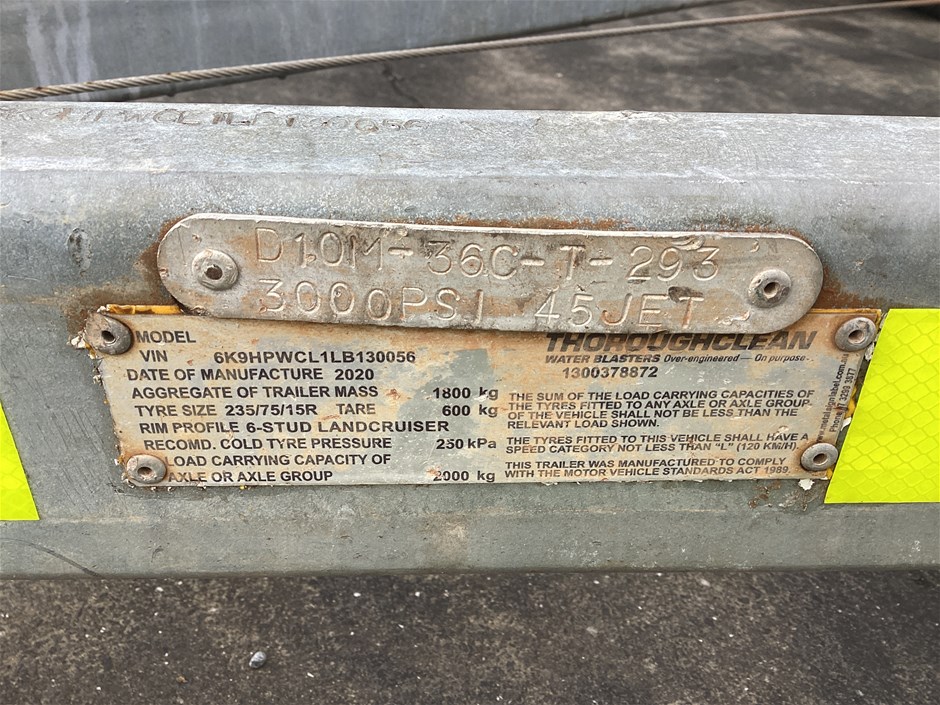 D10M-36C-T-293
3000PSI 45JET
MODEL
VIN 6K9HPWCL1LB130056
DATE OF MANUFACTURE 2020
AGGREGATE OF TRAILER MASS 1800 kg
TYRE SIZE 235/75/15R TARE 600 kg
RIM PROFILE 6-STUD LANDCRUISER
RECOMD. COLD TYRE PRESSURE 250 kPa
LOAD CARRYING CAPACITY OF
AXLE OR AXLE GROUP 2000 kg
THOROUGHCLEAN
WATER BLASTERS Over-engineered — On purpose.
1300378872
THE SUM OF THE LOAD CARRYING CAPACITIES OF
THE TYRES FITTED TO ANY AXLE OR AXLE GROUP
OF THE VEHICLE SHALL NOT BE LESS THAN THE
RELEVANT LOAD SHOWN.
THE TYRES FITTED TO THIS VEHICLE SHALL HAVE A
SPEED CATEGORY NOT LESS THAN "L" (120 KM/H)
THIS TRAILER WAS MANUFACTURED TO COMPLY
WITH THE MOTOR VEHICLE STANDARDS ACT 1989.